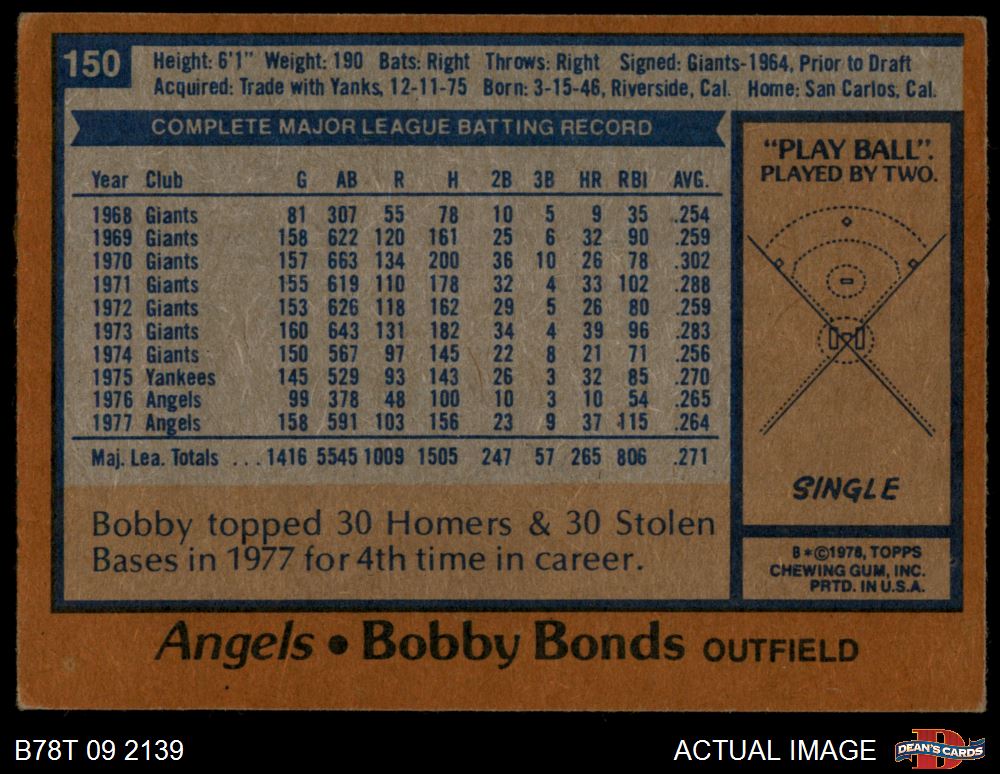 150
Height: 6'1" Weight: 190 Bats: Right Throws: Right Signed: Giants-1964, Prior to Draft
Acquired: Trade with Yanks, 12-11-75 Born: 3-15-46, Riverside, Cal. Home: San Carlos, Cal.
COMPLETE MAJOR LEAGUE BATTING RECORD
Year Club G AB R H 2B 3B HR RBI AVG.
1968 Giants 81 307 55 78 10 5 9 35 .254
1969 Giants 158 622 120 161 25 6 32 90 .259
1970 Giants 157 663 134 200 36 10 26 78 .302
1971 Giants 155 619 110 178 32 4 33 102 .288
1972 Giants 153 626 118 162 29 5 26 80 .259
1973 Giants 160 643 131 182 34 4 39 96 .283
1974 Giants 150 567 97 145 22 8 21 71 .256
1975 Yankees 145 529 93 143 26 3 32 85 .270
1976 Angels 99 378 48 100 10 3 10 54 .265
1977 Angels 158 591 103 156 23 9 37 115 .264
Maj. Lea. Totals ... 1416 5545 1009 1505 247 57 265 806 .271
Bobby topped 30 Homers & 30 Stolen
Bases in 1977 for 4th time in career.
"PLAY BALL".
PLAYED BY TWO.
SINGLE
B*©1978, TOPPS
CHEWING GUM, INC.
PRTD. IN U.S.A.
Angels • Bobby Bonds OUTFIELD
B78T 09 2139
ACTUAL IMAGE
D
DEAN'S CARDS